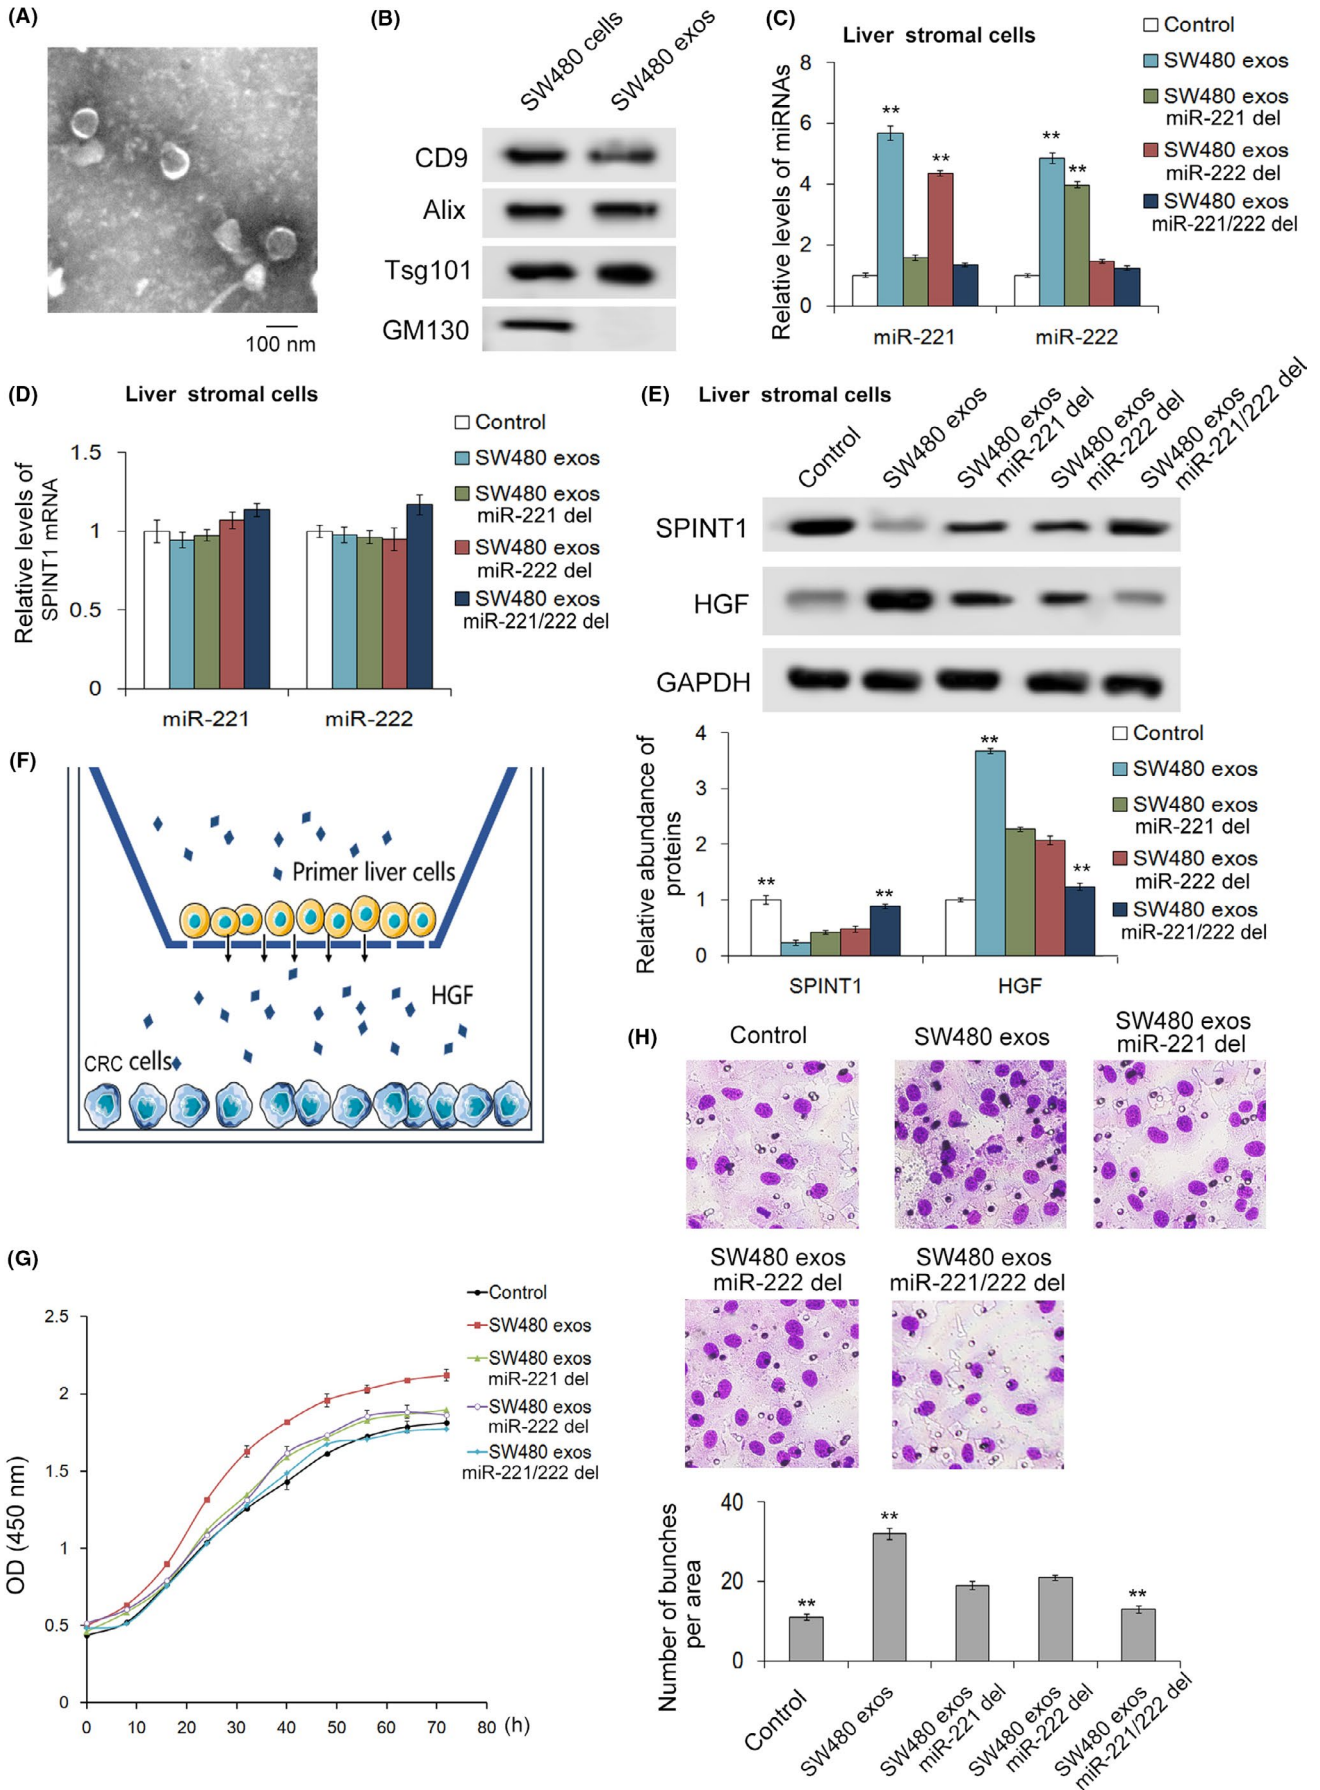 (A)
100 nm
(B)
SW480 cells
SW480 exos
CD9
Alix
Tsg101
GM130
(C)
Liver stromal cells
Relative levels of miRNAs
8
6
4
2
0
**
**
**
**
miR-221
miR-222
Control
SW480 exos
SW480 exos
miR-221 del
SW480 exos
miR-222 del
SW480 exos
miR-221/222 del
(D)
Liver stromal cells
Relative levels of
SPINT1 mRNA
1.5
1
0.5
0
miR-221
miR-222
Control
SW480 exos
SW480 exos
miR-221 del
SW480 exos
miR-222 del
SW480 exos
miR-221/222 del
(E)
Liver stromal cells
Control
SW480 exos
SW480 exos
miR-221 del
SW480 exos
miR-222 del
SW480 exos
miR-221/222 del
SPINT1
HGF
GAPDH
Relative abundance of
proteins
4
3
2
1
0
**
**
**
**
SPINT1
HGF
Control
SW480 exos
SW480 exos
miR-221 del
SW480 exos
miR-222 del
SW480 exos
miR-221/222 del
(F)
Primer liver cells
HGF
CRC cells
(G)
OD (450 nm)
2.5
2
1.5
1
0.5
0
0 10 20 30 40 50 60 70 80 (h)
Control
SW480 exos
SW480 exos
miR-221 del
SW480 exos
miR-222 del
SW480 exos
miR-221/222 del
(H)
Control
SW480 exos
SW480 exos
miR-221 del
SW480 exos
miR-222 del
SW480 exos
miR-221/222 del
Number of bunches
per area
40
20
0
**
**
**
Control
SW480 exos
SW480 exos
miR-221 del
SW480 exos
miR-222 del
SW480 exos
miR-221/222 del